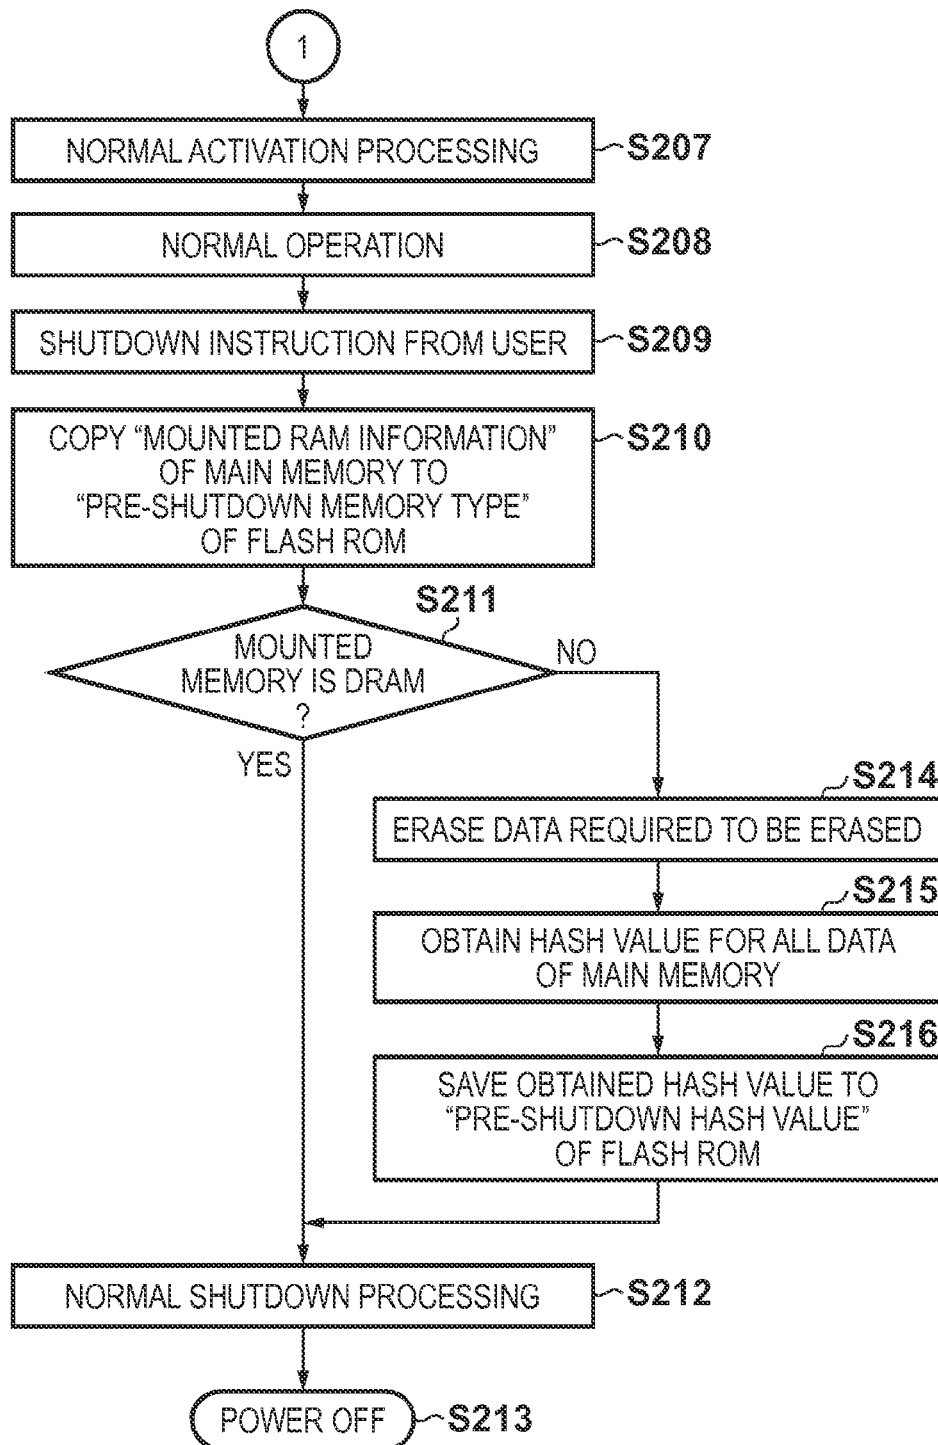 1
NORMAL ACTIVATION PROCESSING
S207
NORMAL OPERATION
S208
SHUTDOWN INSTRUCTION FROM USER
S209
COPY “MOUNTED RAM INFORMATION”
OF MAIN MEMORY TO
“PRE-SHUTDOWN MEMORY TYPE”
OF FLASH ROM
S210
S211
MOUNTED
MEMORY IS DRAM
?
NO
YES
S214
ERASE DATA REQUIRED TO BE ERASED
S215
OBTAIN HASH VALUE FOR ALL DATA
OF MAIN MEMORY
S216
SAVE OBTAINED HASH VALUE TO
“PRE-SHUTDOWN HASH VALUE”
OF FLASH ROM
NORMAL SHUTDOWN PROCESSING
S212
POWER OFF
S213